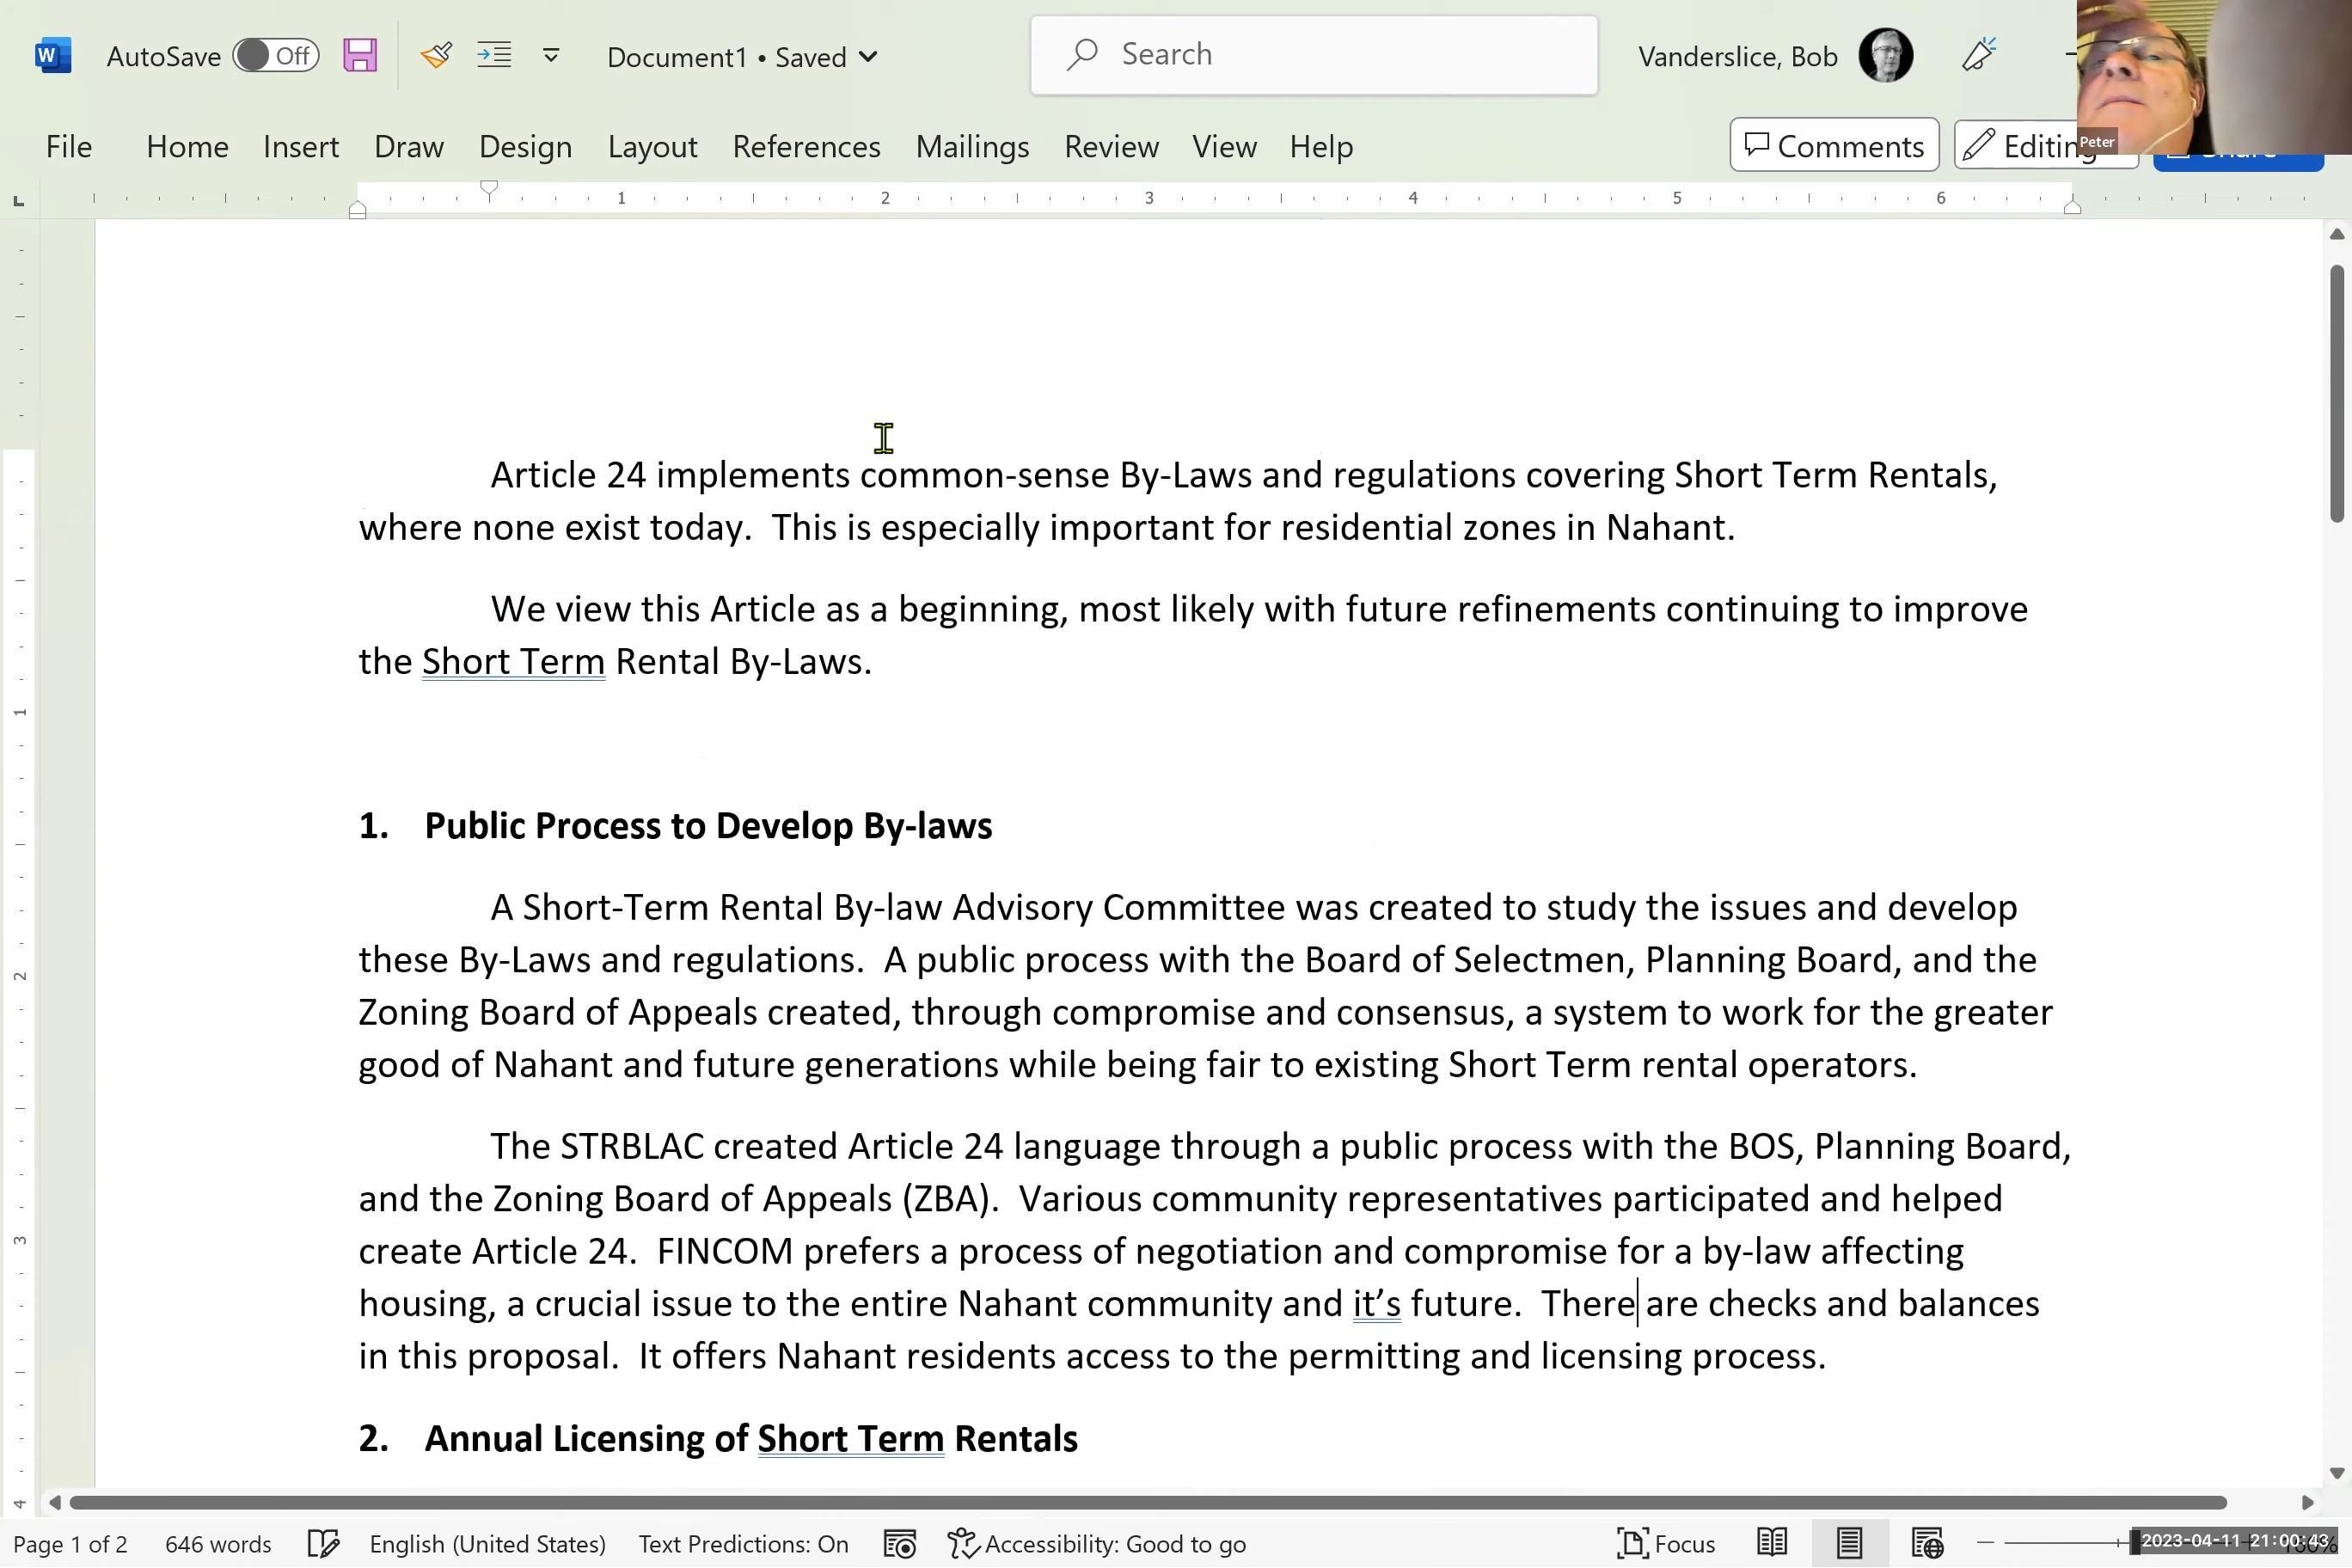 AutoSave Off Document1 • Saved Search Vanderslice, Bob
File Home Insert Draw Design Layout References Mailings Review View Help Comments Editing
Peter
1 2 3 4 5 6
Article 24 implements common-sense By-Laws and regulations covering Short Term Rentals,
where none exist today. This is especially important for residential zones in Nahant.
We view this Article as a beginning, most likely with future refinements continuing to improve
the Short Term Rental By-Laws.
1. Public Process to Develop By-laws
A Short-Term Rental By-law Advisory Committee was created to study the issues and develop
these By-Laws and regulations. A public process with the Board of Selectmen, Planning Board, and the
Zoning Board of Appeals created, through compromise and consensus, a system to work for the greater
good of Nahant and future generations while being fair to existing Short Term rental operators.
The STRBLAC created Article 24 language through a public process with the BOS, Planning Board,
and the Zoning Board of Appeals (ZBA). Various community representatives participated and helped
create Article 24. FINCOM prefers a process of negotiation and compromise for a by-law affecting
housing, a crucial issue to the entire Nahant community and it's future. There are checks and balances
in this proposal. It offers Nahant residents access to the permitting and licensing process.
2. Annual Licensing of Short Term Rentals
1
2
3
4
Page 1 of 2 646 words English (United States) Text Predictions: On Accessibility: Good to go Focus 2023-04-11 21:00:43